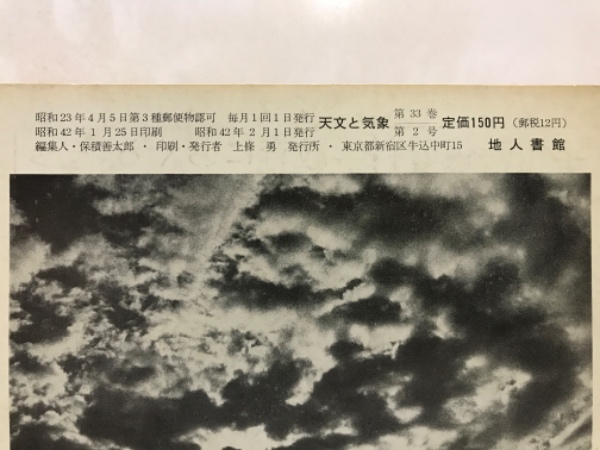 昭和23年4月5日第3種郵便物認可 毎月1回1日発行 天文と気象 第33巻 定価150円(郵税12円)
昭和42年1月25日印刷 昭和42年2月1日発行 第2号
編集人・保積善太郎・印刷・発行者 上條 勇 発行所・東京都新宿区牛込中町15 地人書館